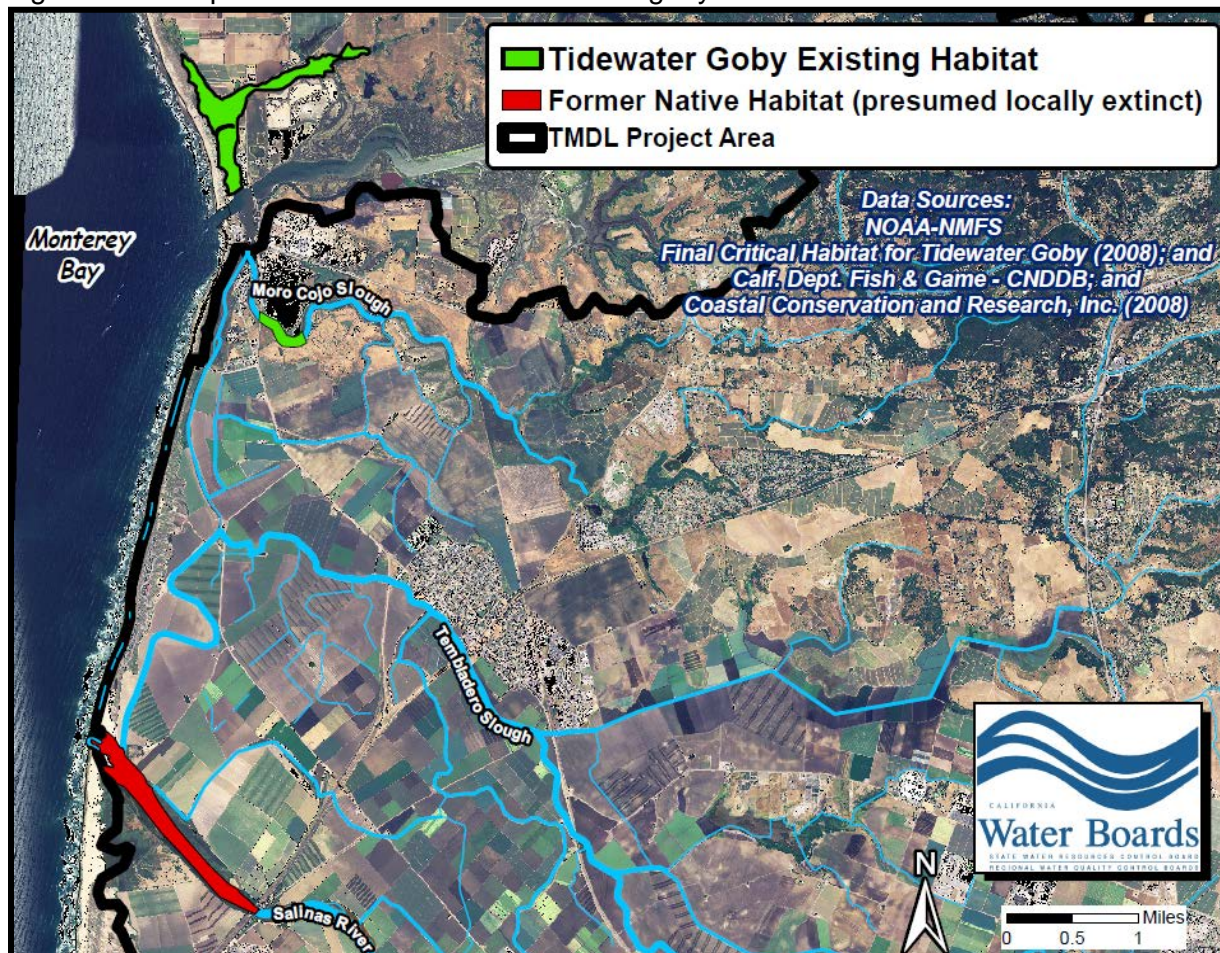 Tidewater Goby Existing Habitat
Former Native Habitat (presumed locally extinct)
TMDL Project Area
Data Sources:
NOAA-NMFS
Final Critical Habitat for Tidewater Goby (2008); and
Calf. Dept. Fish & Game - CNDDB; and
Coastal Conservation and Research, Inc. (2008)
Monterey
Bay
Moro Cojo Slough
Tembladero Slough
Salinas River
CALIFORNIA
Water Boards
STATE WATER RESOURCES CONTROL BOARD
REGIONAL WATER QUALITY CONTROL BOARDS
N
Miles
0 0.5 1